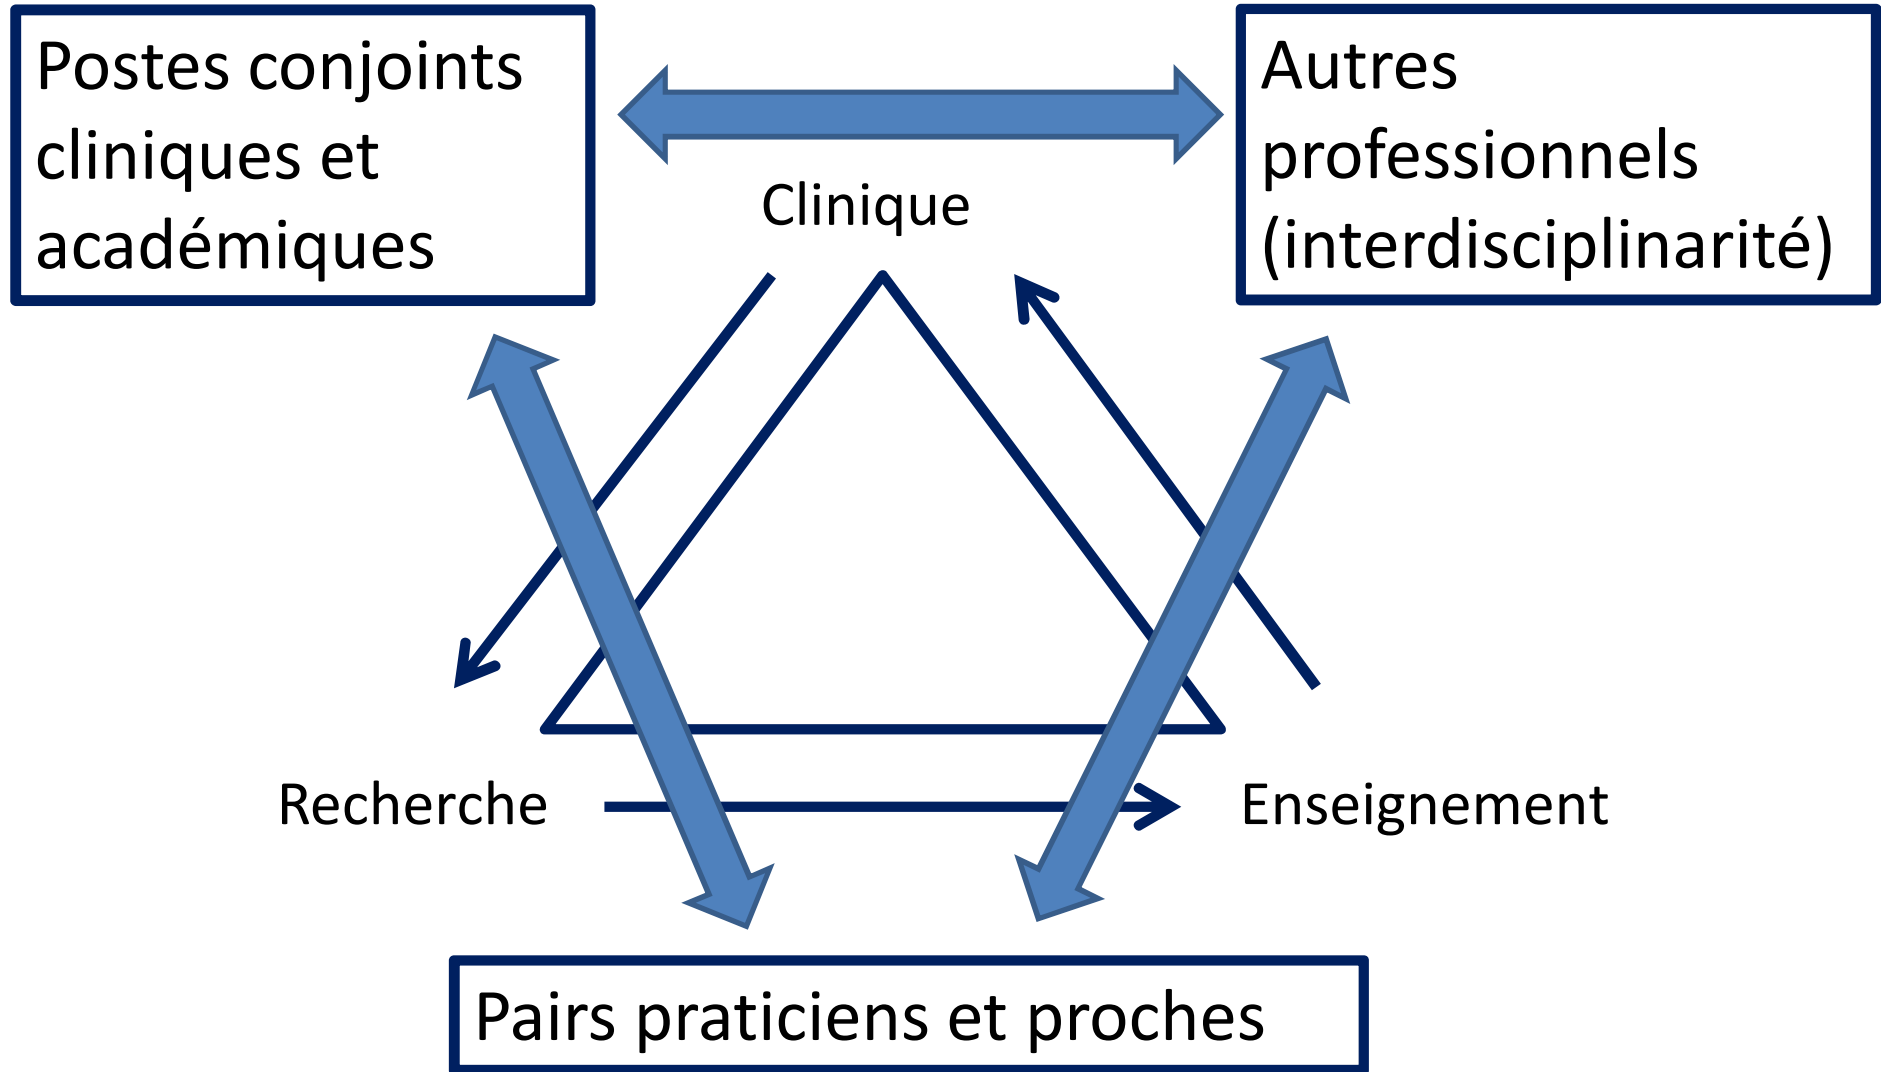 Postes conjoints
cliniques et
académiques
Autres
professionnels
(interdisciplinarité)
Clinique
Recherche
Enseignement
Pairs praticiens et proches